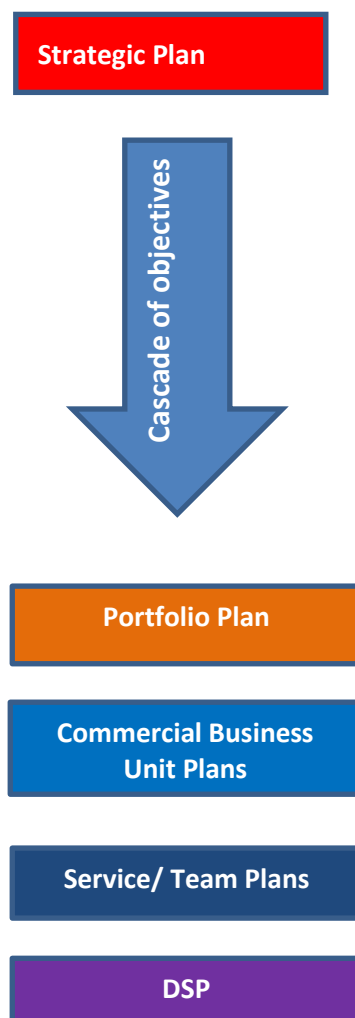 Strategic Plan
Cascade of objectives
Portfolio Plan
Commercial Business
Unit Plans
Service/ Team Plans
DSP